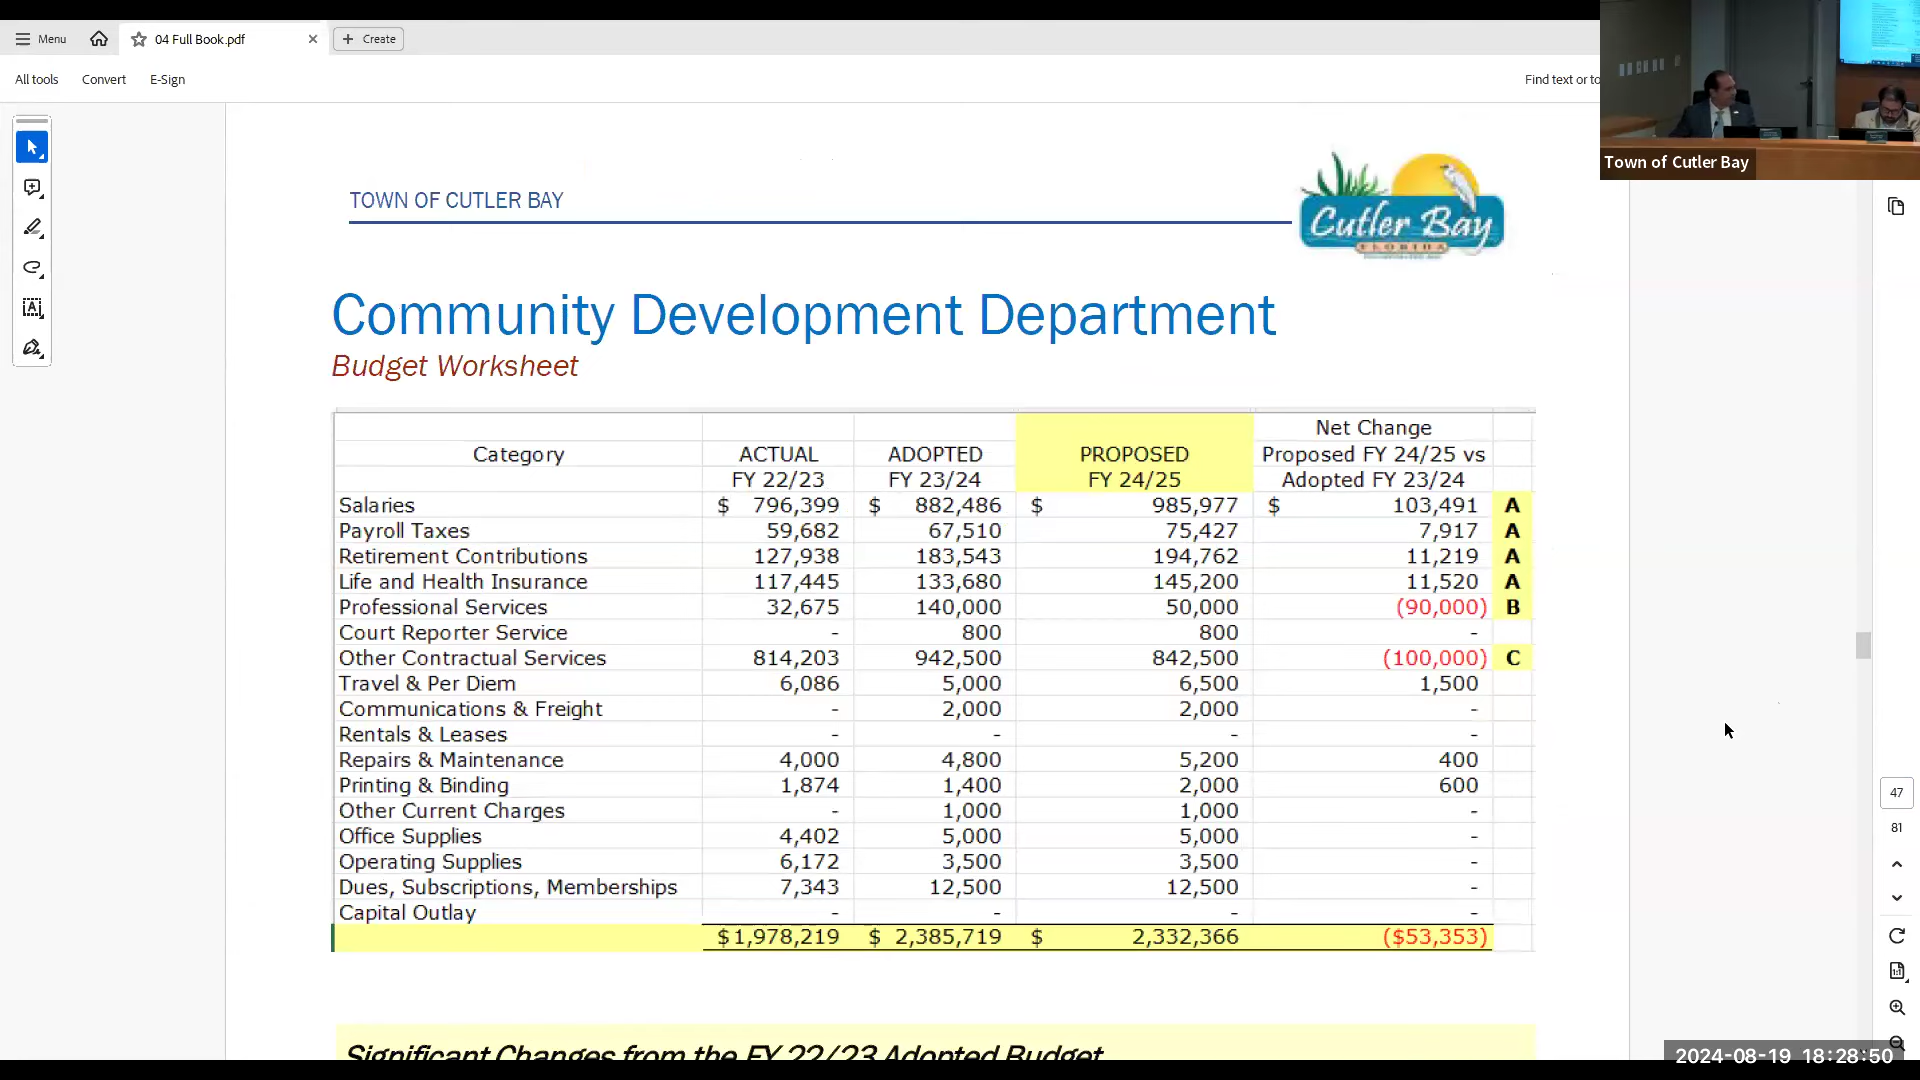 Menu
04 Full Book.pdf
Create
All tools
Convert
E-Sign
Find text or to
Town of Cutler Bay
TOWN OF CUTLER BAY
Cutler Bay
FLORIDA
Community Development Department
Budget Worksheet
Net Change
Category ACTUAL ADOPTED PROPOSED Proposed FY 24/25 vs
FY 22/23 FY 23/24 FY 24/25 Adopted FY 23/24
Salaries $ 796,399 $ 882,486 $ 985,977 $ 103,491 A
Payroll Taxes 59,682 67,510 75,427 7,917 A
Retirement Contributions 127,938 183,543 194,762 11,219 A
Life and Health Insurance 117,445 133,680 145,200 11,520 A
Professional Services 32,675 140,000 50,000 (90,000) B
Court Reporter Service - 800 800 -
Other Contractual Services 814,203 942,500 842,500 (100,000) C
Travel & Per Diem 6,086 5,000 6,500 1,500
Communications & Freight - 2,000 2,000 -
Rentals & Leases - - - -
Repairs & Maintenance 4,000 4,800 5,200 400
Printing & Binding 1,874 1,400 2,000 600
Other Current Charges - 1,000 1,000 -
Office Supplies 4,402 5,000 5,000 -
Operating Supplies 6,172 3,500 3,500 -
Dues, Subscriptions, Memberships 7,343 12,500 12,500 -
Capital Outlay - - - -
$1,978,219 $ 2,385,719 $ 2,332,366 ($53,353)
Significant Changes from the FY 22/23 Adopted Budget
47
81
2024-08-19 18:28:50